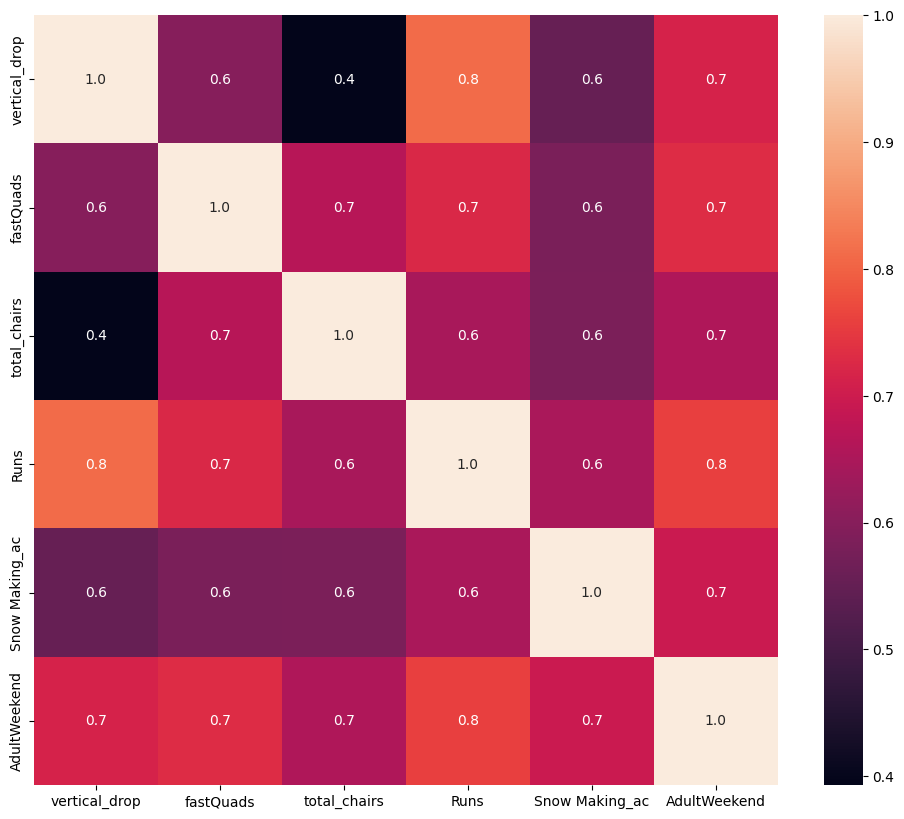 vertical_drop 1.0 0.6 0.4 0.8 0.6 0.7
fastQuads 0.6 1.0 0.7 0.7 0.6 0.7
total_chairs 0.4 0.7 1.0 0.6 0.6 0.7
Runs 0.8 0.7 0.6 1.0 0.6 0.8
Snow Making_ac 0.6 0.6 0.6 0.6 1.0 0.7
AdultWeekend 0.7 0.7 0.7 0.8 0.7 1.0
vertical_drop fastQuads total_chairs Runs Snow Making_ac AdultWeekend
1.0
0.9
0.8
0.7
0.6
0.5
0.4